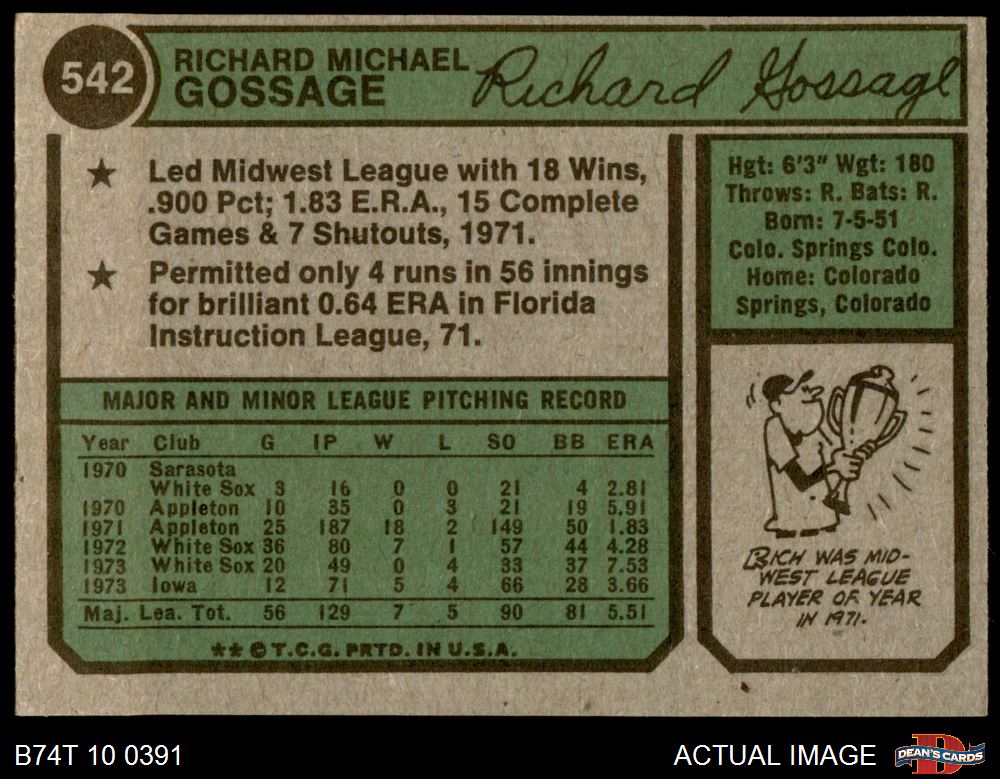 542
RICHARD MICHAEL
GOSSAGE
Richard Gossage
★ Led Midwest League with 18 Wins,
.900 Pct; 1.83 E.R.A., 15 Complete
Games & 7 Shutouts, 1971.
★ Permitted only 4 runs in 56 innings
for brilliant 0.64 ERA in Florida
Instruction League, 71.
Hgt: 6'3" Wgt: 180
Throws: R. Bats: R.
Born: 7-5-51
Colo. Springs Colo.
Home: Colorado
Springs, Colorado
MAJOR AND MINOR LEAGUE PITCHING RECORD
Year Club G IP W L SO BB ERA
1970 Sarasota
White Sox 3 16 0 0 21 4 2.81
1970 Appleton 10 35 0 3 21 19 5.91
1971 Appleton 25 187 18 2 149 50 1.83
1972 White Sox 36 80 7 1 57 44 4.28
1973 White Sox 20 49 0 4 33 37 7.53
1973 Iowa 12 71 5 4 66 28 3.66
Maj. Lea. Tot. 56 129 7 5 90 81 5.51
** © T.C.G. PRTD. IN U.S.A.
RICH WAS MID-
WEST LEAGUE
PLAYER OF YEAR
IN 1971.
B74T 10 0391
ACTUAL IMAGE
DEAN'S CARDS